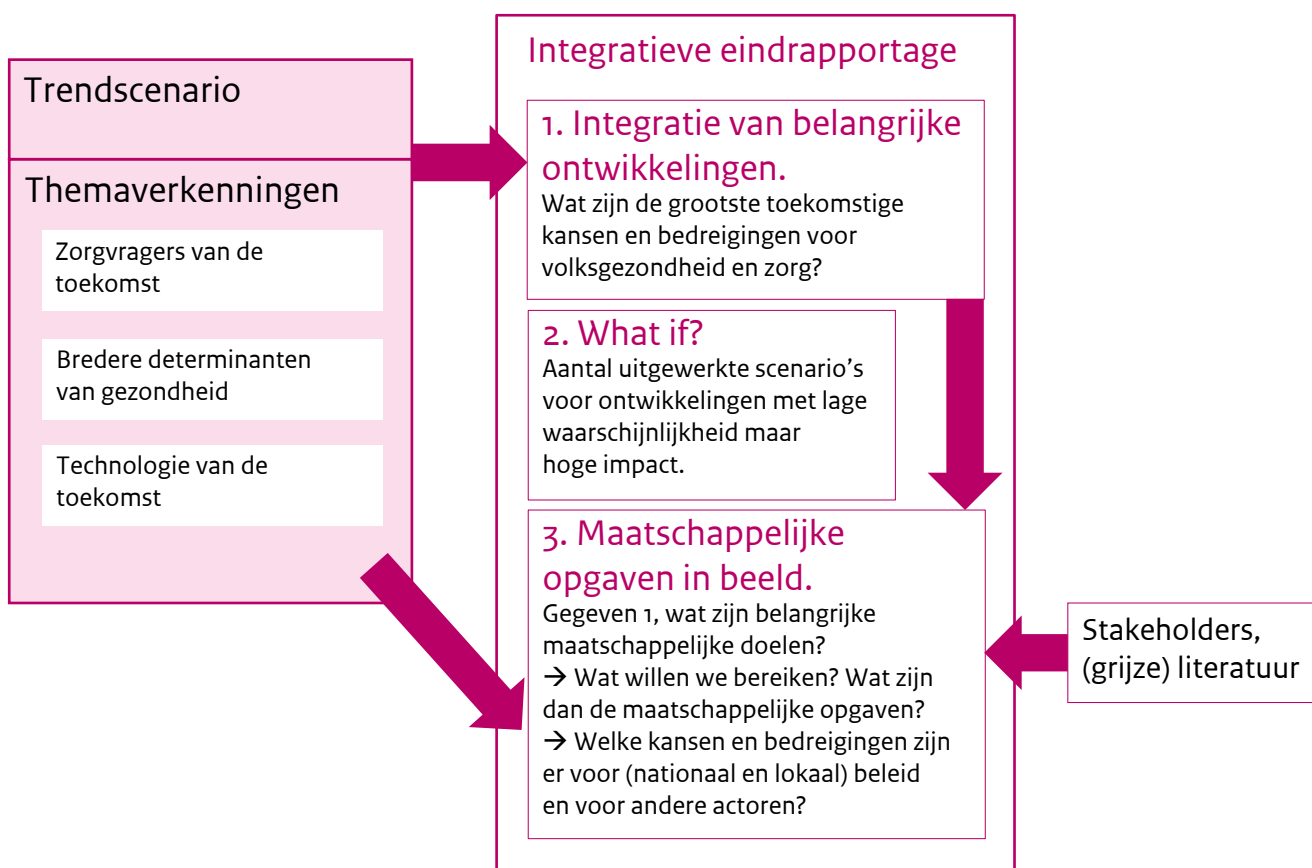 Trendscenario
Themaverkenningen
Zorgvragers van de
toekomst
Bredere determinanten
van gezondheid
Technologie van de
toekomst
Integratieve eindrapportage
1. Integratie van belangrijke
ontwikkelingen.
Wat zijn de grootste toekomstige
kansen en bedreigingen voor
volksgezondheid en zorg?
2. What if?
Aantal uitgewerkte scenario's
voor ontwikkelingen met lage
waarschijnlijkheid maar
hoge impact.
3. Maatschappelijke
opgaven in beeld.
Gegeven 1, wat zijn belangrijke
maatschappelijke doelen?
→ Wat willen we bereiken? Wat zijn
dan de maatschappelijke opgaven?
→ Welke kansen en bedreigingen zijn
er voor (nationaal en lokaal) beleid
en voor andere actoren?
Stakeholders,
(grijze) literatuur